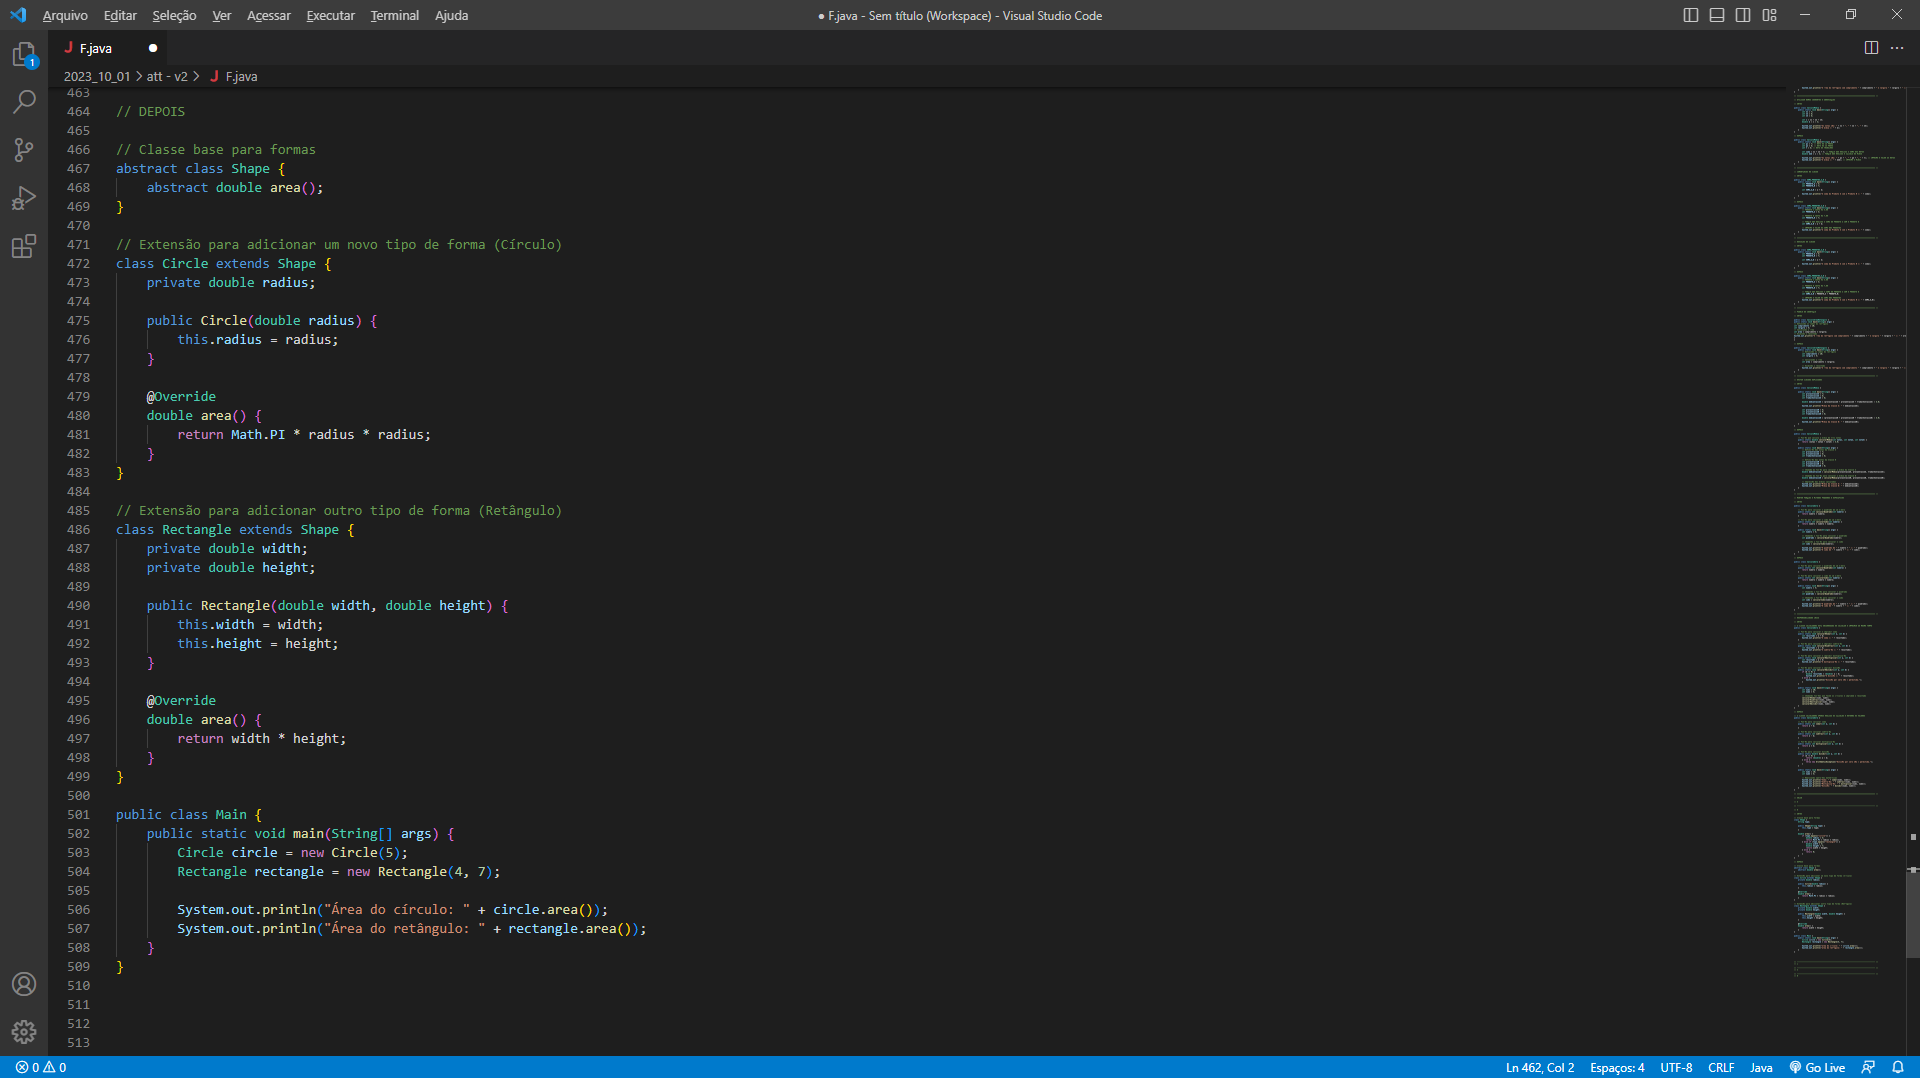 Arquivo Editar Seleção Ver Acessar Executar Terminal Ajuda
● F.java - Sem título (Workspace) - Visual Studio Code
J F.java
1
2023_10_01 > att - v2 > J F.java
463
464 // DEPOIS
465
466 // Classe base para formas
467 abstract class Shape {
468     abstract double area();
469 }
470
471 // Extensão para adicionar um novo tipo de forma (Círculo)
472 class Circle extends Shape {
473     private double radius;
474
475     public Circle(double radius) {
476         this.radius = radius;
477     }
478
479     @Override
480     double area() {
481         return Math.PI * radius * radius;
482     }
483 }
484
485 // Extensão para adicionar outro tipo de forma (Retângulo)
486 class Rectangle extends Shape {
487     private double width;
488     private double height;
489
490     public Rectangle(double width, double height) {
491         this.width = width;
492         this.height = height;
493     }
494
495     @Override
496     double area() {
497         return width * height;
498     }
499 }
500
501 public class Main {
502     public static void main(String[] args) {
503         Circle circle = new Circle(5);
504         Rectangle rectangle = new Rectangle(4, 7);
505
506         System.out.println("Área do círculo: " + circle.area());
507         System.out.println("Área do retângulo: " + rectangle.area());
508     }
509 }
510
511
512
513
0 0 Ln 462, Col 2 Espaços: 4 UTF-8 CRLF Java Go Live